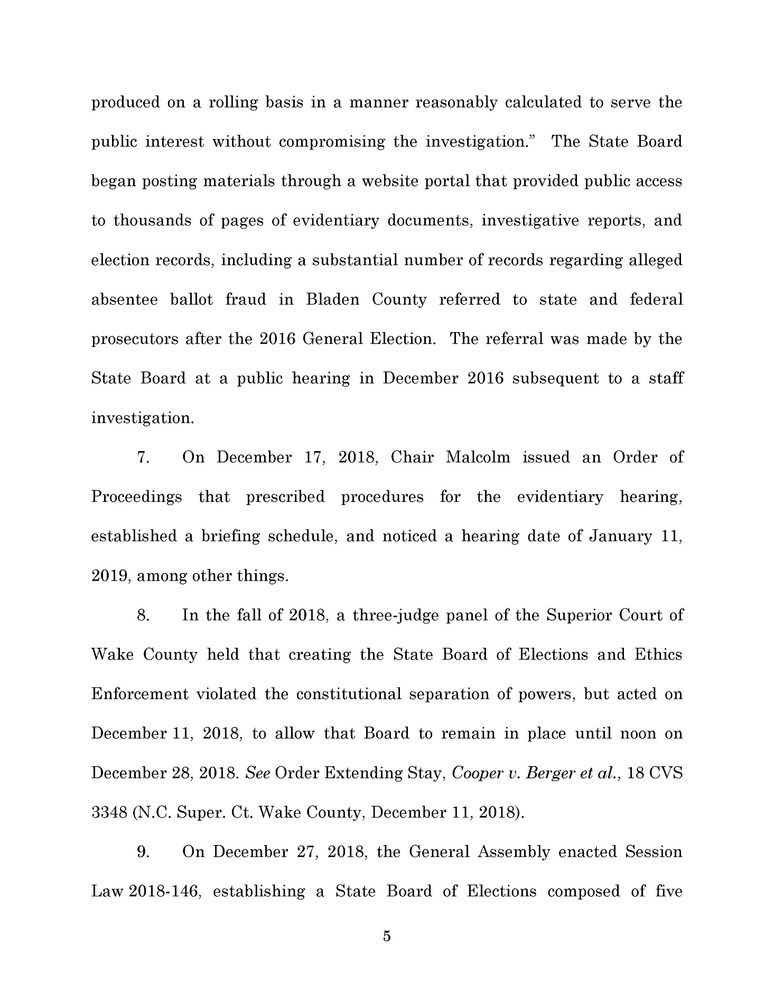 produced on a rolling basis in a manner reasonably calculated to serve the
public interest without compromising the investigation.”  The State Board
began posting materials through a website portal that provided public access
to thousands of pages of evidentiary documents, investigative reports, and
election records, including a substantial number of records regarding alleged
absentee ballot fraud in Bladen County referred to state and federal
prosecutors after the 2016 General Election.  The referral was made by the
State Board at a public hearing in December 2016 subsequent to a staff
investigation.
7. On December 17, 2018, Chair Malcolm issued an Order of
Proceedings that prescribed procedures for the evidentiary hearing,
established a briefing schedule, and noticed a hearing date of January 11,
2019, among other things.
8. In the fall of 2018, a three-judge panel of the Superior Court of
Wake County held that creating the State Board of Elections and Ethics
Enforcement violated the constitutional separation of powers, but acted on
December 11, 2018, to allow that Board to remain in place until noon on
December 28, 2018. See Order Extending Stay, Cooper v. Berger et al., 18 CVS
3348 (N.C. Super. Ct. Wake County, December 11, 2018).
9. On December 27, 2018, the General Assembly enacted Session
Law 2018-146, establishing a State Board of Elections composed of five
5